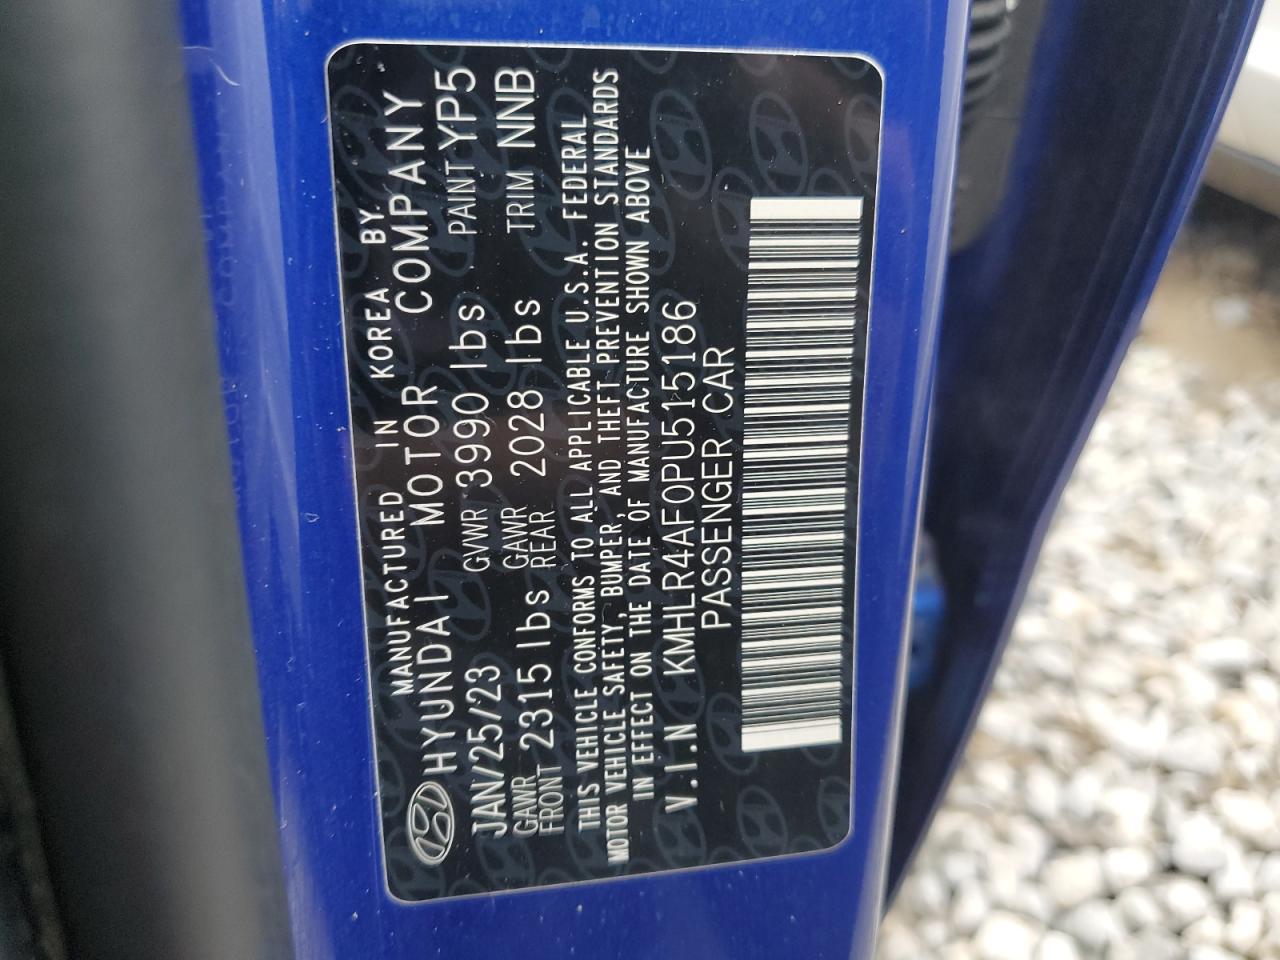 MANUFACTURED IN KOREA BY
HYUNDAI MOTOR COMPANY
JAN/25/23 GVWR 3990 lbs PAINT YP5
GAWR FRONT 2315 lbs GAWR REAR 2028 lbs TRIM NNB
THIS VEHICLE CONFORMS TO ALL APPLICABLE U.S.A. FEDERAL
MOTOR VEHICLE SAFETY, BUMPER, AND THEFT PREVENTION STANDARDS
IN EFFECT ON THE DATE OF MANUFACTURE SHOWN ABOVE
V.I.N KMHLR4AF0PU515186
PASSENGER CAR